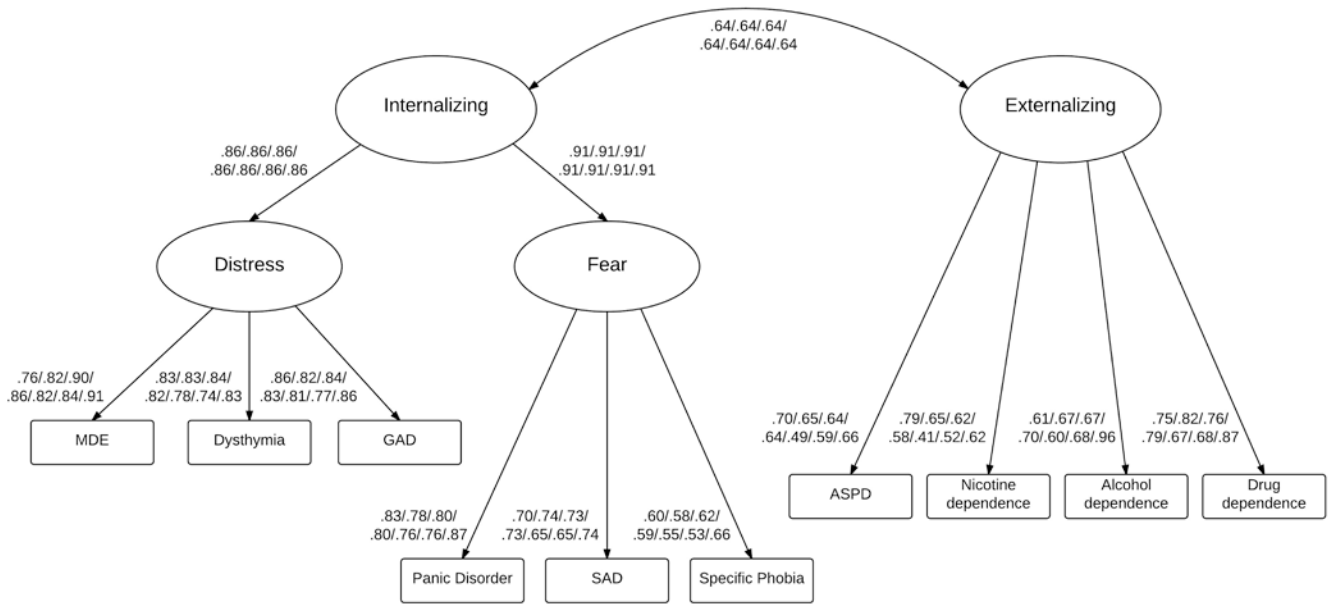 .64/.64/.64/
.64/.64/.64/.64
Internalizing
Externalizing
.86/.86/.86/
.86/.86/.86/.86
.91/.91/.91/
.91/.91/.91/.91
Distress
Fear
.76/.82/.90/
.86/.82/.84/.91
.83/.83/.84/
.82/.78/.74/.83
.86/.82/.84/
.83/.81/.77/.86
MDE
Dysthymia
GAD
.70/.65/.64/
.64/.49/.59/.66
.79/.65/.62/
.58/.41/.52/.62
.61/.67/.67/
.70/.60/.68/.96
.75/.82/.76/
.79/.67/.68/.87
ASPD
Nicotine
dependence
Alcohol
dependence
Drug
dependence
.83/.78/.80/
.80/.76/.76/.87
.70/.74/.73/
.73/.65/.65/.74
.60/.58/.62/
.59/.55/.53/.66
Panic Disorder
SAD
Specific Phobia